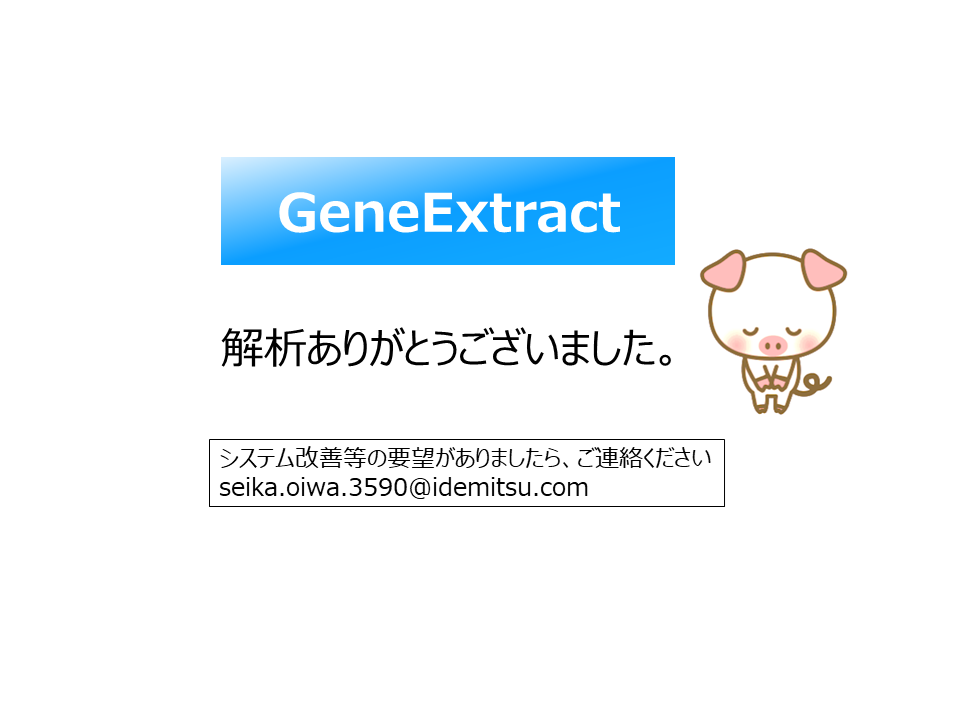 GeneExtract
解析ありがとうございました。
システム改善等の要望がありましたら、ご連絡ください
seika.oiwa.3590@idemitsu.com